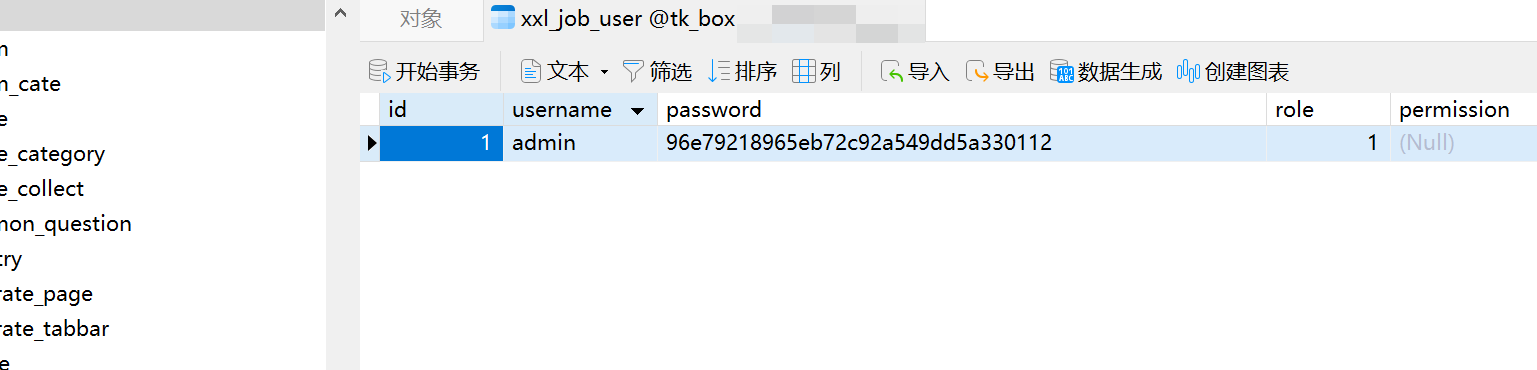 对象
xxl_job_user @tk_box
开始事务 文本 筛选 排序 列 导入 导出 数据生成 创建图表
id username password role permission
1 admin 96e79218965eb72c92a549dd5a330112 1 (Null)
n
n_cate
e
e_category
e_collect
mon_question
try
rate_page
rate_tabbar
e